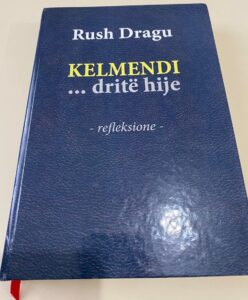 Rush Dragu
KELMENDI
... dritë hije
- refleksione -